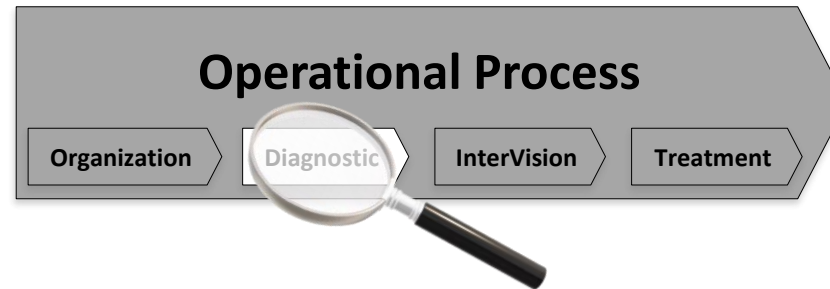 Operational Process
Organization
Diagnostic
InterVision
Treatment